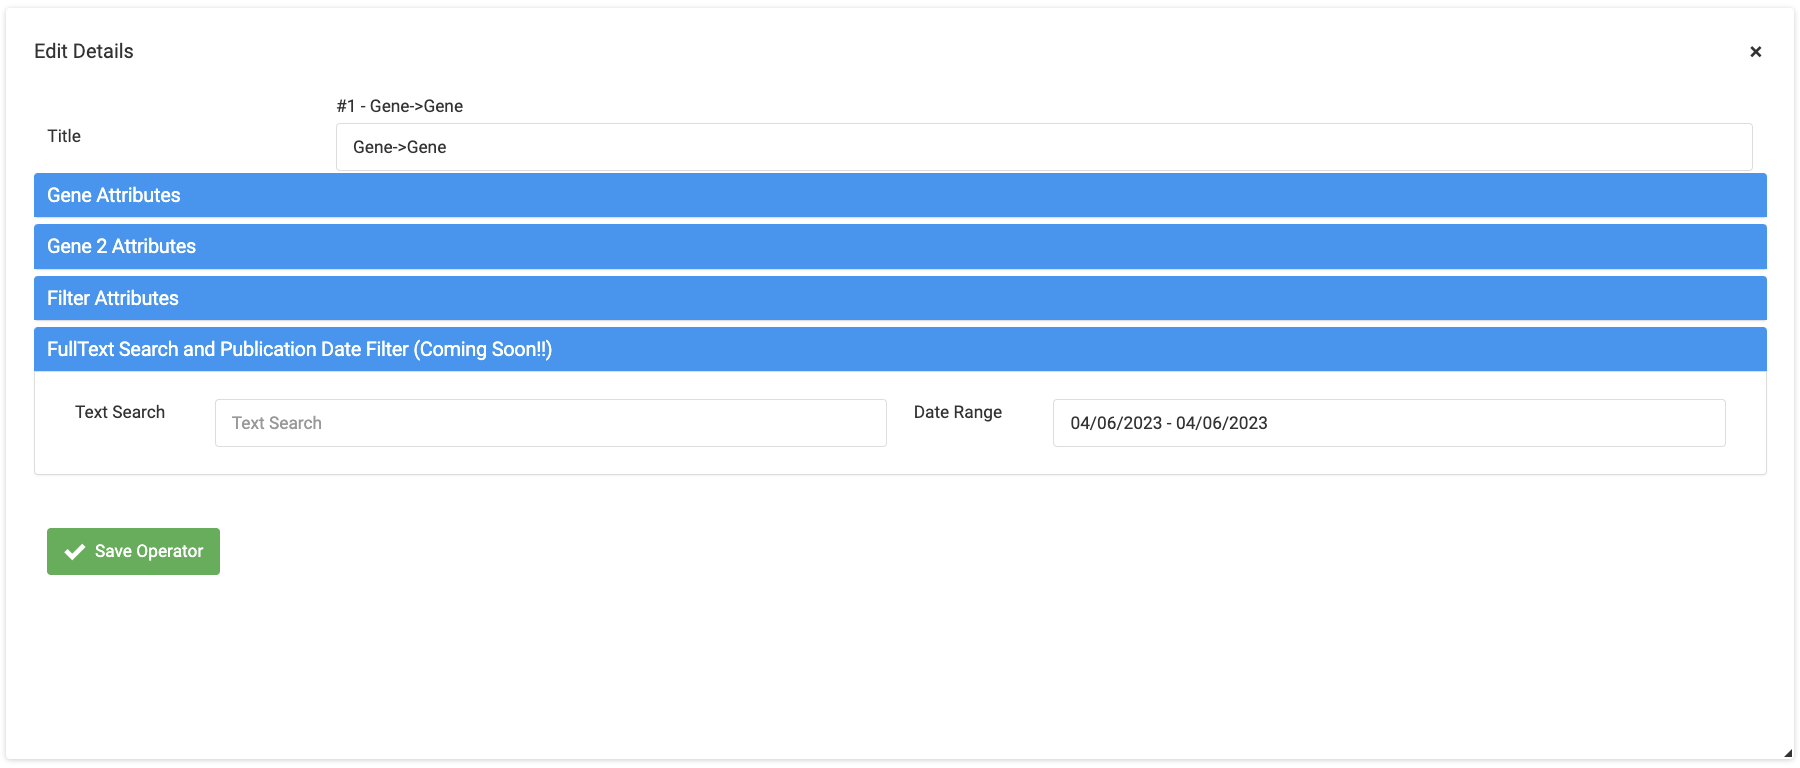 Edit Details
×
#1 - Gene->Gene
Title
Gene->Gene
Gene Attributes
Gene 2 Attributes
Filter Attributes
FullText Search and Publication Date Filter (Coming Soon!!)
Text Search
Text Search
Date Range
04/06/2023 - 04/06/2023
Save Operator